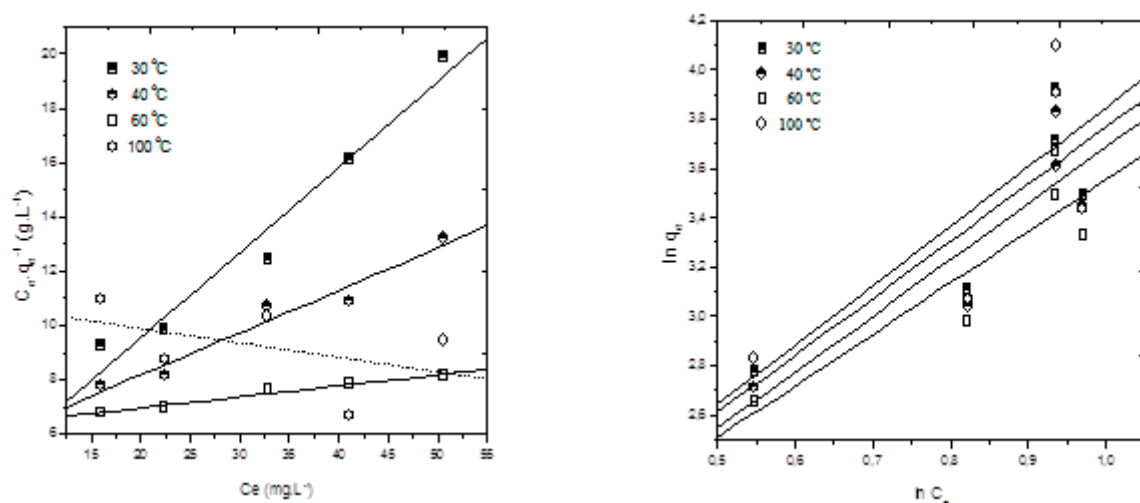 20
18
16
14
12
10
8
6
15 20 25 30 35 40 45 50 55
Ce (mg.L⁻¹)
Cₑ.qₑ⁻¹ (g.L⁻¹)
30 °C
40 °C
60 °C
100 °C
4,2
4,0
3,8
3,6
3,4
3,2
3,0
2,8
2,6
0,5 0,6 0,7 0,8 0,9 1,0
ln Cₑ
ln qₑ
30 °C
40 °C
60 °C
100 °C